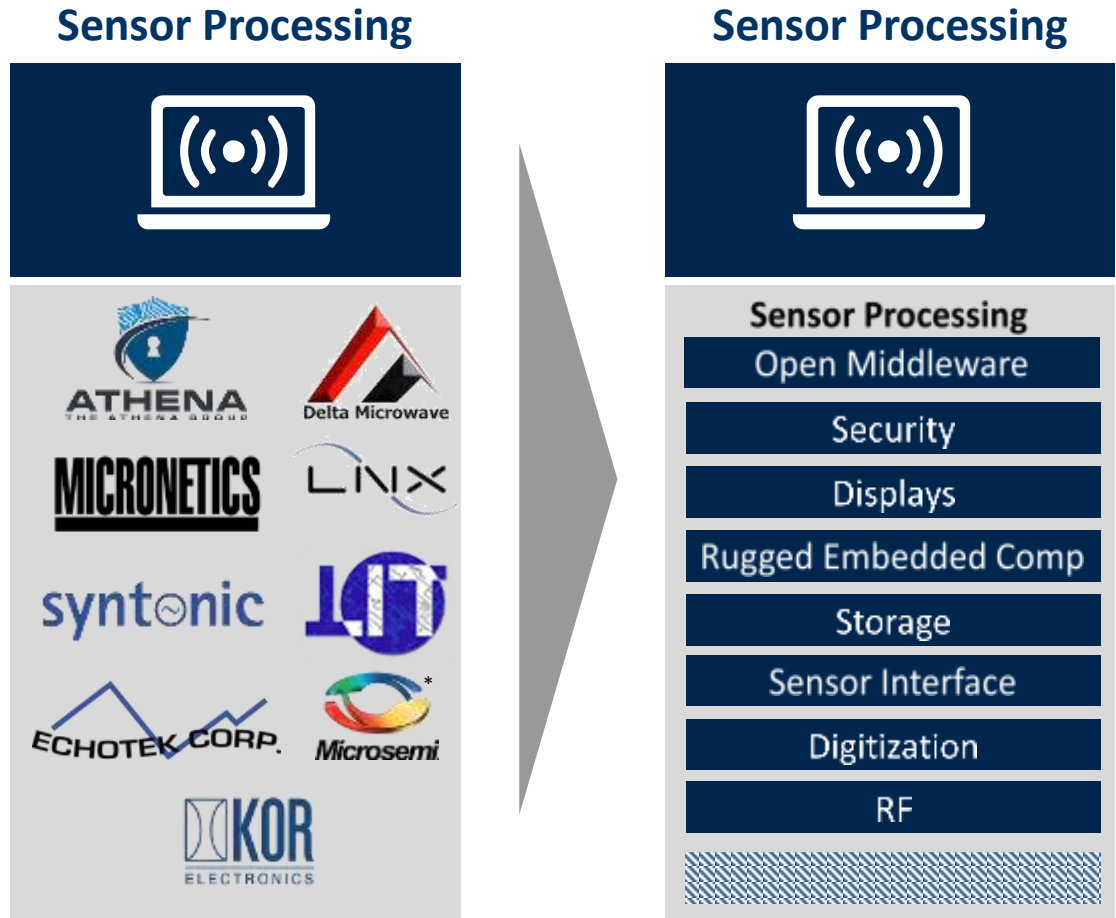 Sensor Processing
ATHENA
THE ATHENA GROUP
Delta Microwave
MICRONETICS
LNX
syntonic
LIT
ECHOTEK CORP.
*
Microsemi.
KOR
ELECTRONICS
Sensor Processing
Sensor Processing
Open Middleware
Security
Displays
Rugged Embedded Comp
Storage
Sensor Interface
Digitization
RF